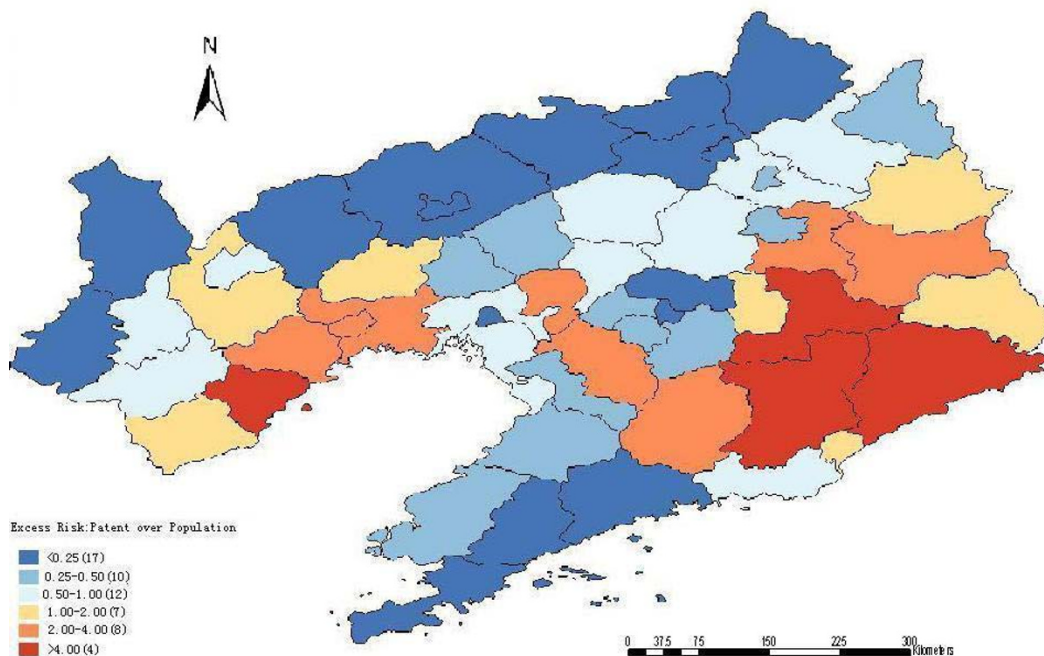 N
Excess Risk:Patent over Population
<0.25(17)
0.25-0.50(10)
0.50-1.00(12)
1.00-2.00(7)
2.00-4.00(8)
>4.00(4)
0 37.5 75 150 225 300
Kilometers